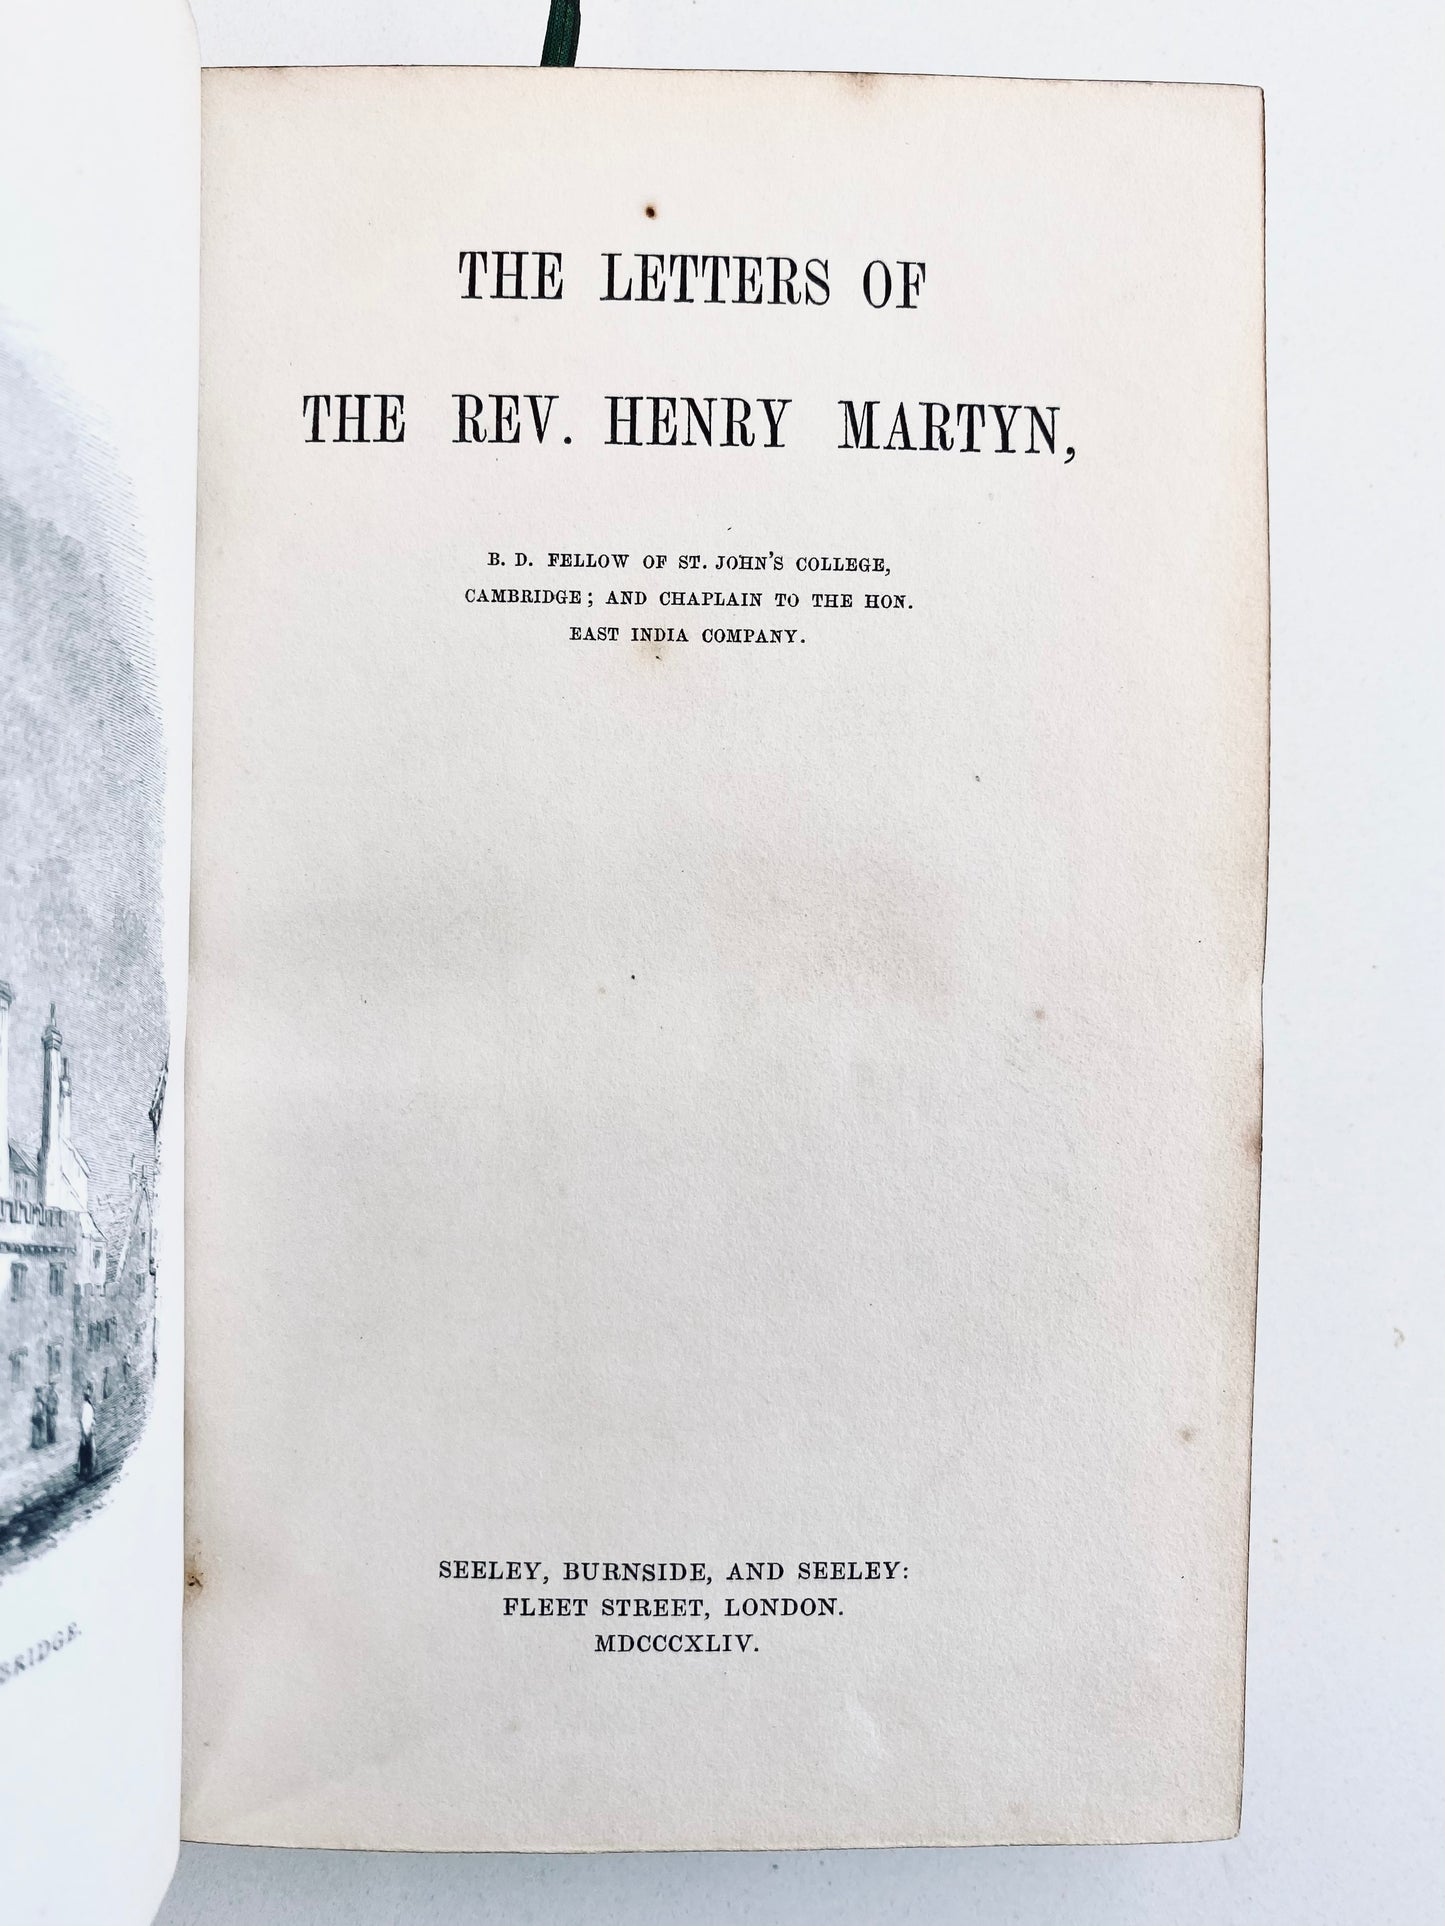 THE LETTERS OF
THE REV. HENRY MARTYN,
B. D. FELLOW OF ST. JOHN'S COLLEGE,
CAMBRIDGE; AND CHAPLAIN TO THE HON.
EAST INDIA COMPANY.
SEELEY, BURNSIDE, AND SEELEY:
FLEET STREET, LONDON.
MDCCCXLIV.